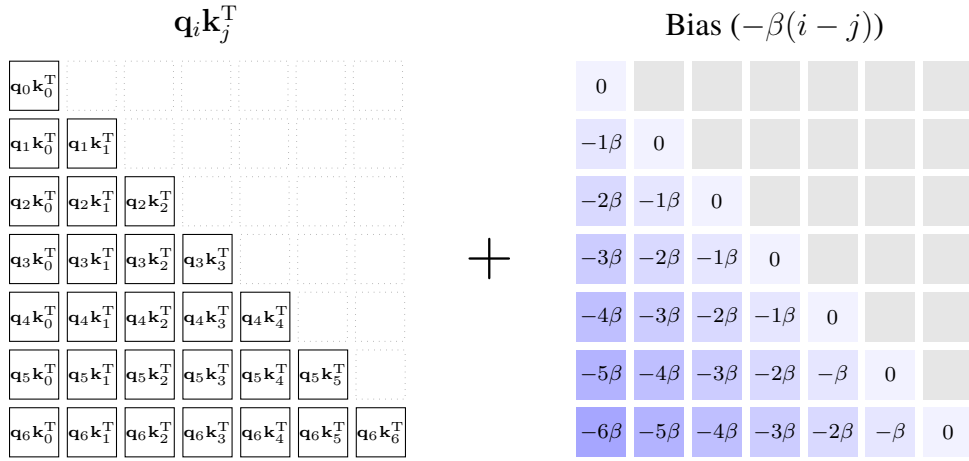 q_i k_j^T Bias (−β(i − j))
q_0k_0^T 0
q_1k_0^T q_1k_1^T −1β 0
q_2k_0^T q_2k_1^T q_2k_2^T −2β −1β 0
q_3k_0^T q_3k_1^T q_3k_2^T q_3k_3^T + −3β −2β −1β 0
q_4k_0^T q_4k_1^T q_4k_2^T q_4k_3^T q_4k_4^T −4β −3β −2β −1β 0
q_5k_0^T q_5k_1^T q_5k_2^T q_5k_3^T q_5k_4^T q_5k_5^T −5β −4β −3β −2β −β 0
q_6k_0^T q_6k_1^T q_6k_2^T q_6k_3^T q_6k_4^T q_6k_5^T q_6k_6^T −6β −5β −4β −3β −2β −β 0